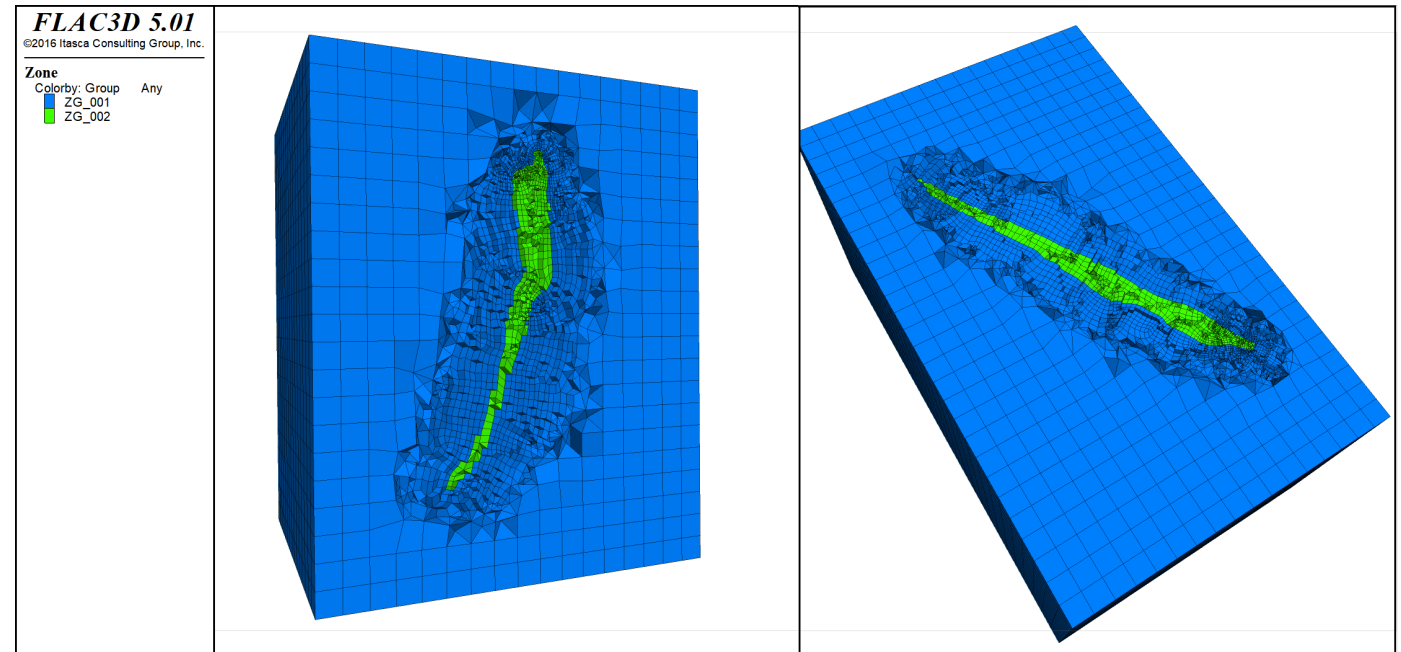 FLAC3D 5.01
©2016 Itasca Consulting Group, Inc.
Zone
Colorby: Group Any
ZG_001
ZG_002